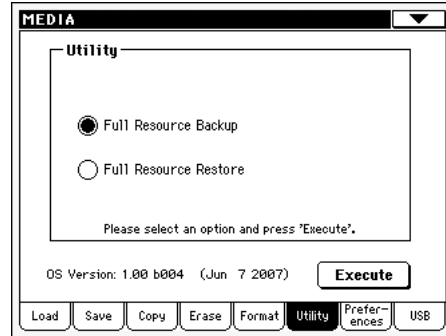 MEDIA
Utility
Full Resource Backup
Full Resource Restore
Please select an option and press 'Execute'.
OS Version: 1.00 b004 (Jun 7 2007)
Execute
Load Save Copy Erase Format Utility Prefer-
ences USB